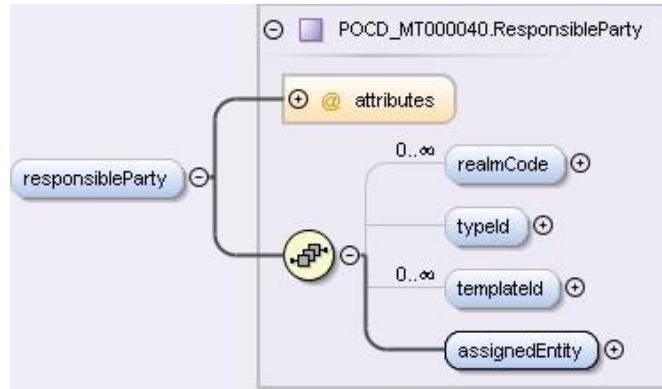 POCD_MT000040.ResponsibleParty
@ attributes
0..∞
realmCode
responsibleParty
typeId
0..∞
templateId
assignedEntity